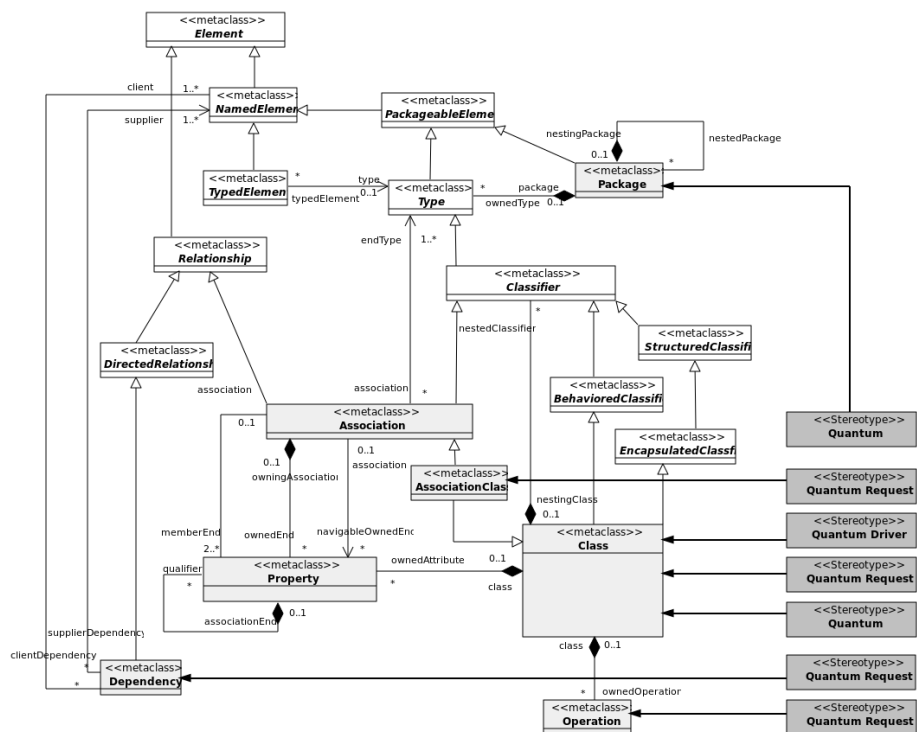 <<metaclass>>
Element
client
1..*
<<metaclass>
NamedElemen
supplier
1..*
<<metaclass>>
PackageableEleme
nestingPackage
0..1
nestedPackage
*
<<metaclass>
Package
<<metaclass>
TypedElemen
*
typedElement
type
0..1
<<metaclass>>
Type
*
package
ownedType
0..1
endType
1..*
<<metaclass>>
Relationship
<<metaclass>>
Classifier
nestedClassifier
*
<<metaclass>>
StructuredClassifi
<<metaclass>>
DirectedRelationsh
association
association
*
<<metaclass>>
BehavioredClassifi
<<metaclass>>
Association
0..1
0..1
owningAssociation
0..1
association
<<metaclass>>
EncapsulatedClassfi
<<Stereotype>>
Quantum
<<metaclass>
AssociationClas
<<Stereotype>>
Quantum Request
nestingClass
0..1
<<metaclass>>
Class
<<Stereotype>>
Quantum Driver
memberEnd
2..*
ownedEnd
*
navigableOwnedEnd
*
ownedAttribute
*
0..1
class
<<metaclass>>
Property
qualifier
*
<<Stereotype>>
Quantum Request
associationEnd
0..1
<<Stereotype>>
Quantum
supplierDependency
clientDependency
*
*
<<metaclass>
Dependency
class
0..1
<<Stereotype>>
Quantum Request
*
ownedOperation
<<metaclass>
Operation
<<Stereotype>>
Quantum Request